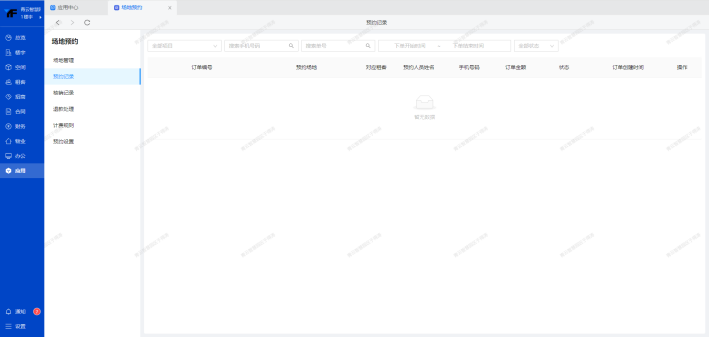 应用中心
场地预约
1楼宇
预约记录
场地预约
总览
楼宇
空间
租客
招商
合同
财务
物业
办公
应用
通知
2
设置
场地管理
预约记录
核销记录
退款处理
计费规则
预约设置
全部项目
搜索手机号码
搜索单号
下单开始时间
~
下单结束时间
全部状态
订单编号
预约场地
对应租客
预约人员姓名
手机号码
订单金额
状态
订单创建时间
操作
暂无数据